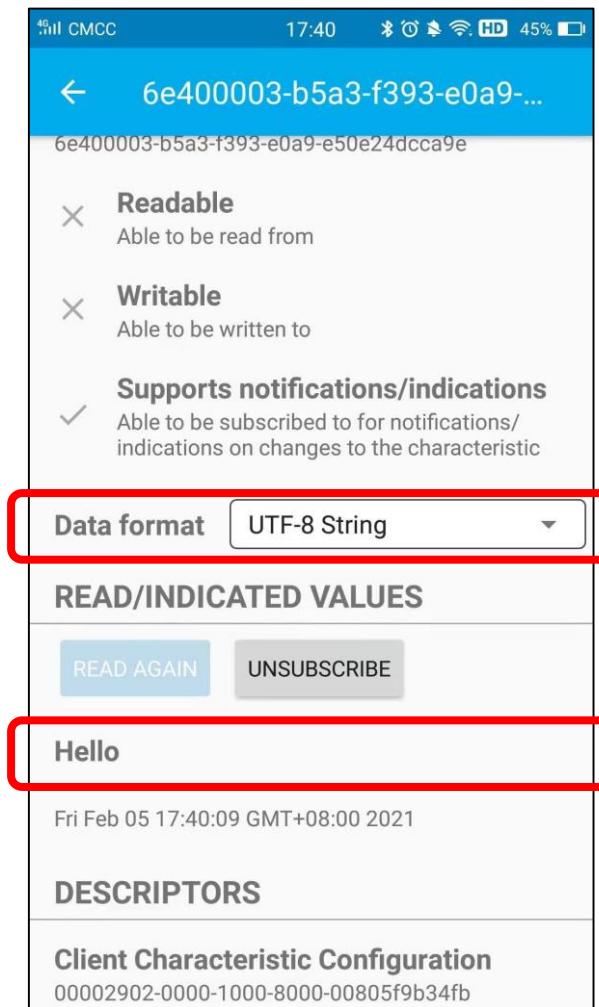 4G CMCC 17:40 HD 45%
6e400003-b5a3-f393-e0a9-...
6e400003-b5a3-f393-e0a9-e50e24dcca9e
Readable
Able to be read from
Writable
Able to be written to
Supports notifications/indications
Able to be subscribed to for notifications/
indications on changes to the characteristic
Data format UTF-8 String
READ/INDICATED VALUES
READ AGAIN UNSUBSCRIBE
Hello
Fri Feb 05 17:40:09 GMT+08:00 2021
DESCRIPTORS
Client Characteristic Configuration
00002902-0000-1000-8000-00805f9b34fb